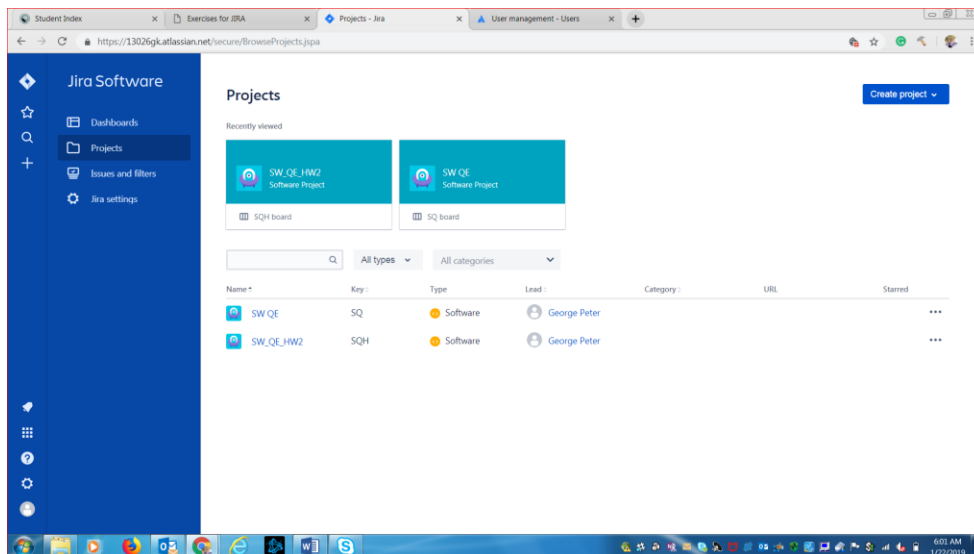 Student Index
Exercises for JIRA
Projects - Jira
User management - Users
https://13026gk.atlassian.net/secure/BrowseProjects.jspa
Jira Software
Dashboards
Projects
Issues and filters
Jira settings
Projects
Create project
Recently viewed
SW_QE_HW2
Software Project
SQH board
SW QE
Software Project
SQ board
All types
All categories
Name Key Type Lead Category URL Starred
SW QE SQ Software George Peter
SW_QE_HW2 SQH Software George Peter
6:01 AM
1/22/2019